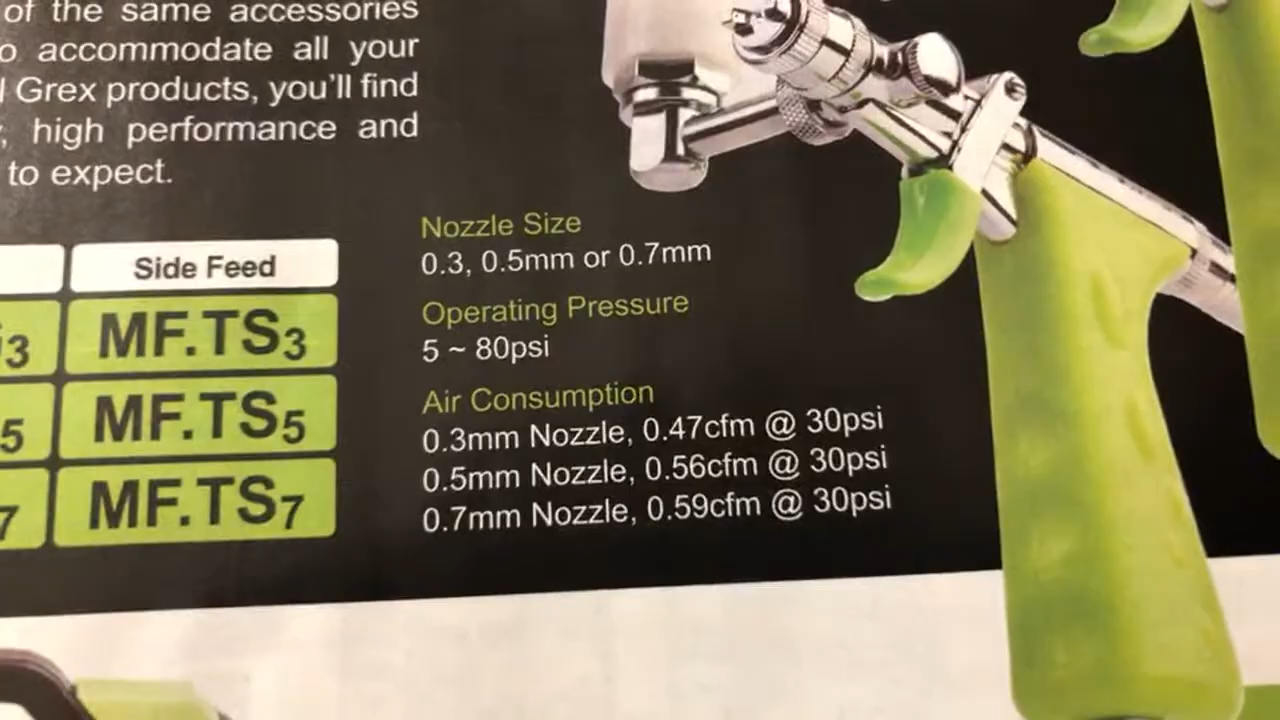 of the same accessories
accommodate all your
Grex products, you'll find
high performance and
to expect.
Side Feed
3 MF.TS3
5 MF.TS5
7 MF.TS7
Nozzle Size
0.3, 0.5mm or 0.7mm
Operating Pressure
5 ~ 80psi
Air Consumption
0.3mm Nozzle, 0.47cfm @ 30psi
0.5mm Nozzle, 0.56cfm @ 30psi
0.7mm Nozzle, 0.59cfm @ 30psi